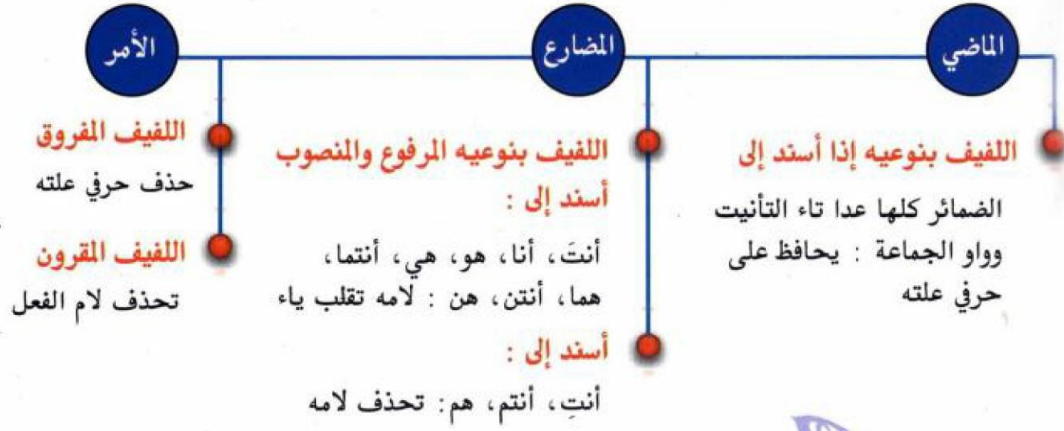 الماضي
المضارع
الأمر
اللفيف بنوعيه إذا أسند إلى
الضمائر كلها عدا تاء التأنيت
وواو الجماعة : يحافظ على
حرفي علته
اللفيف بنوعيه المرفوع والمنصوب
أسند إلى :
أنتَ، أنا، هو، هي، أنتما،
هما، أنتن، هن : لامه تقلب ياء
أسند إلى :
أنتِ، أنتم، هم: تحذف لامه
اللفيف المفروق
حذف حرفي علته
اللفيف المقرون
تحذف لام الفعل